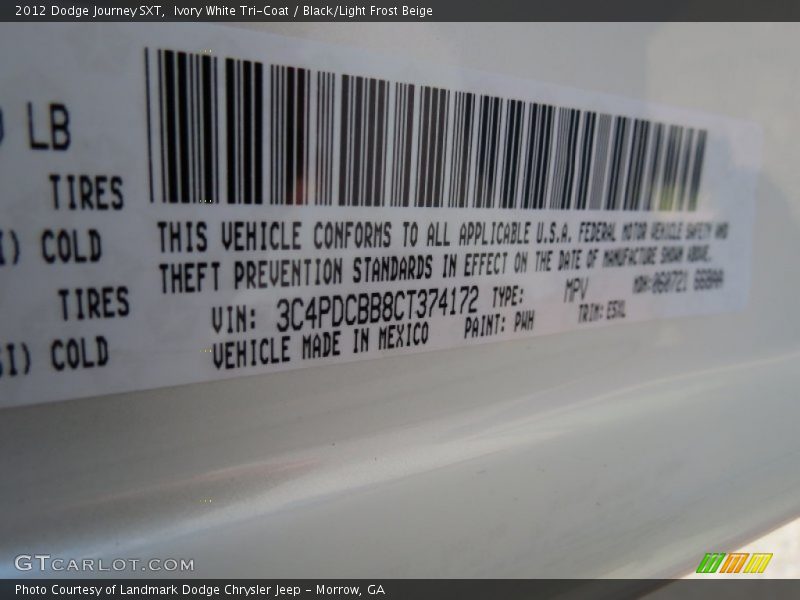 2012 Dodge Journey SXT, Ivory White Tri-Coat / Black/Light Frost Beige
LB
TIRES
COLD
TIRES
COLD
THIS VEHICLE CONFORMS TO ALL APPLICABLE U.S.A. FEDERAL MOTOR VEHICLE SAFETY AND
THEFT PREVENTION STANDARDS IN EFFECT ON THE DATE OF MANUFACTURE SHOWN ABOVE.
VIN: 3C4PDCBB8CT374172 TYPE: MPV MDH:060721 668AA
VEHICLE MADE IN MEXICO PAINT: PWH TRIM:E5XL
GTCARLOT.COM
Photo Courtesy of Landmark Dodge Chrysler Jeep - Morrow, GA